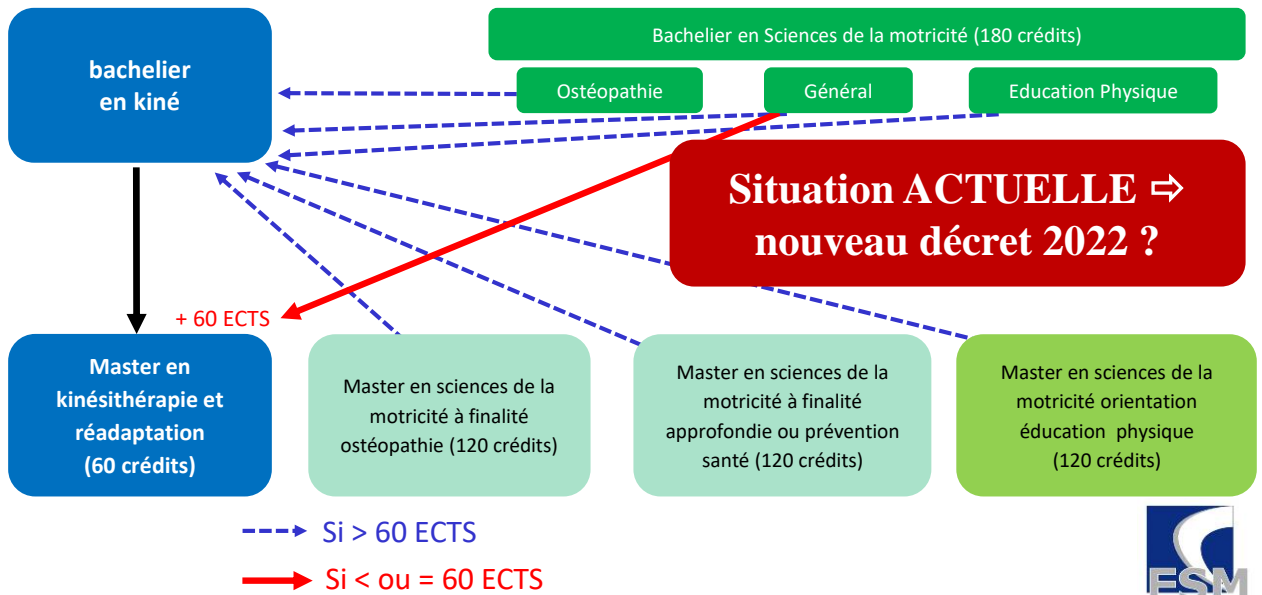 bachelier
en kiné
Bachelier en Sciences de la motricité (180 crédits)
Ostéopathie
Général
Education Physique
Situation ACTUELLE ⇨
nouveau décret 2022 ?
+ 60 ECTS
Master en
kinésithérapie et
réadaptation
(60 crédits)
Master en sciences de la
motricité à finalité
ostéopathie (120 crédits)
Master en sciences de la
motricité à finalité
approfondie ou prévention
santé (120 crédits)
Master en sciences de la
motricité orientation
éducation physique
(120 crédits)
Si > 60 ECTS
Si < ou = 60 ECTS
FSM